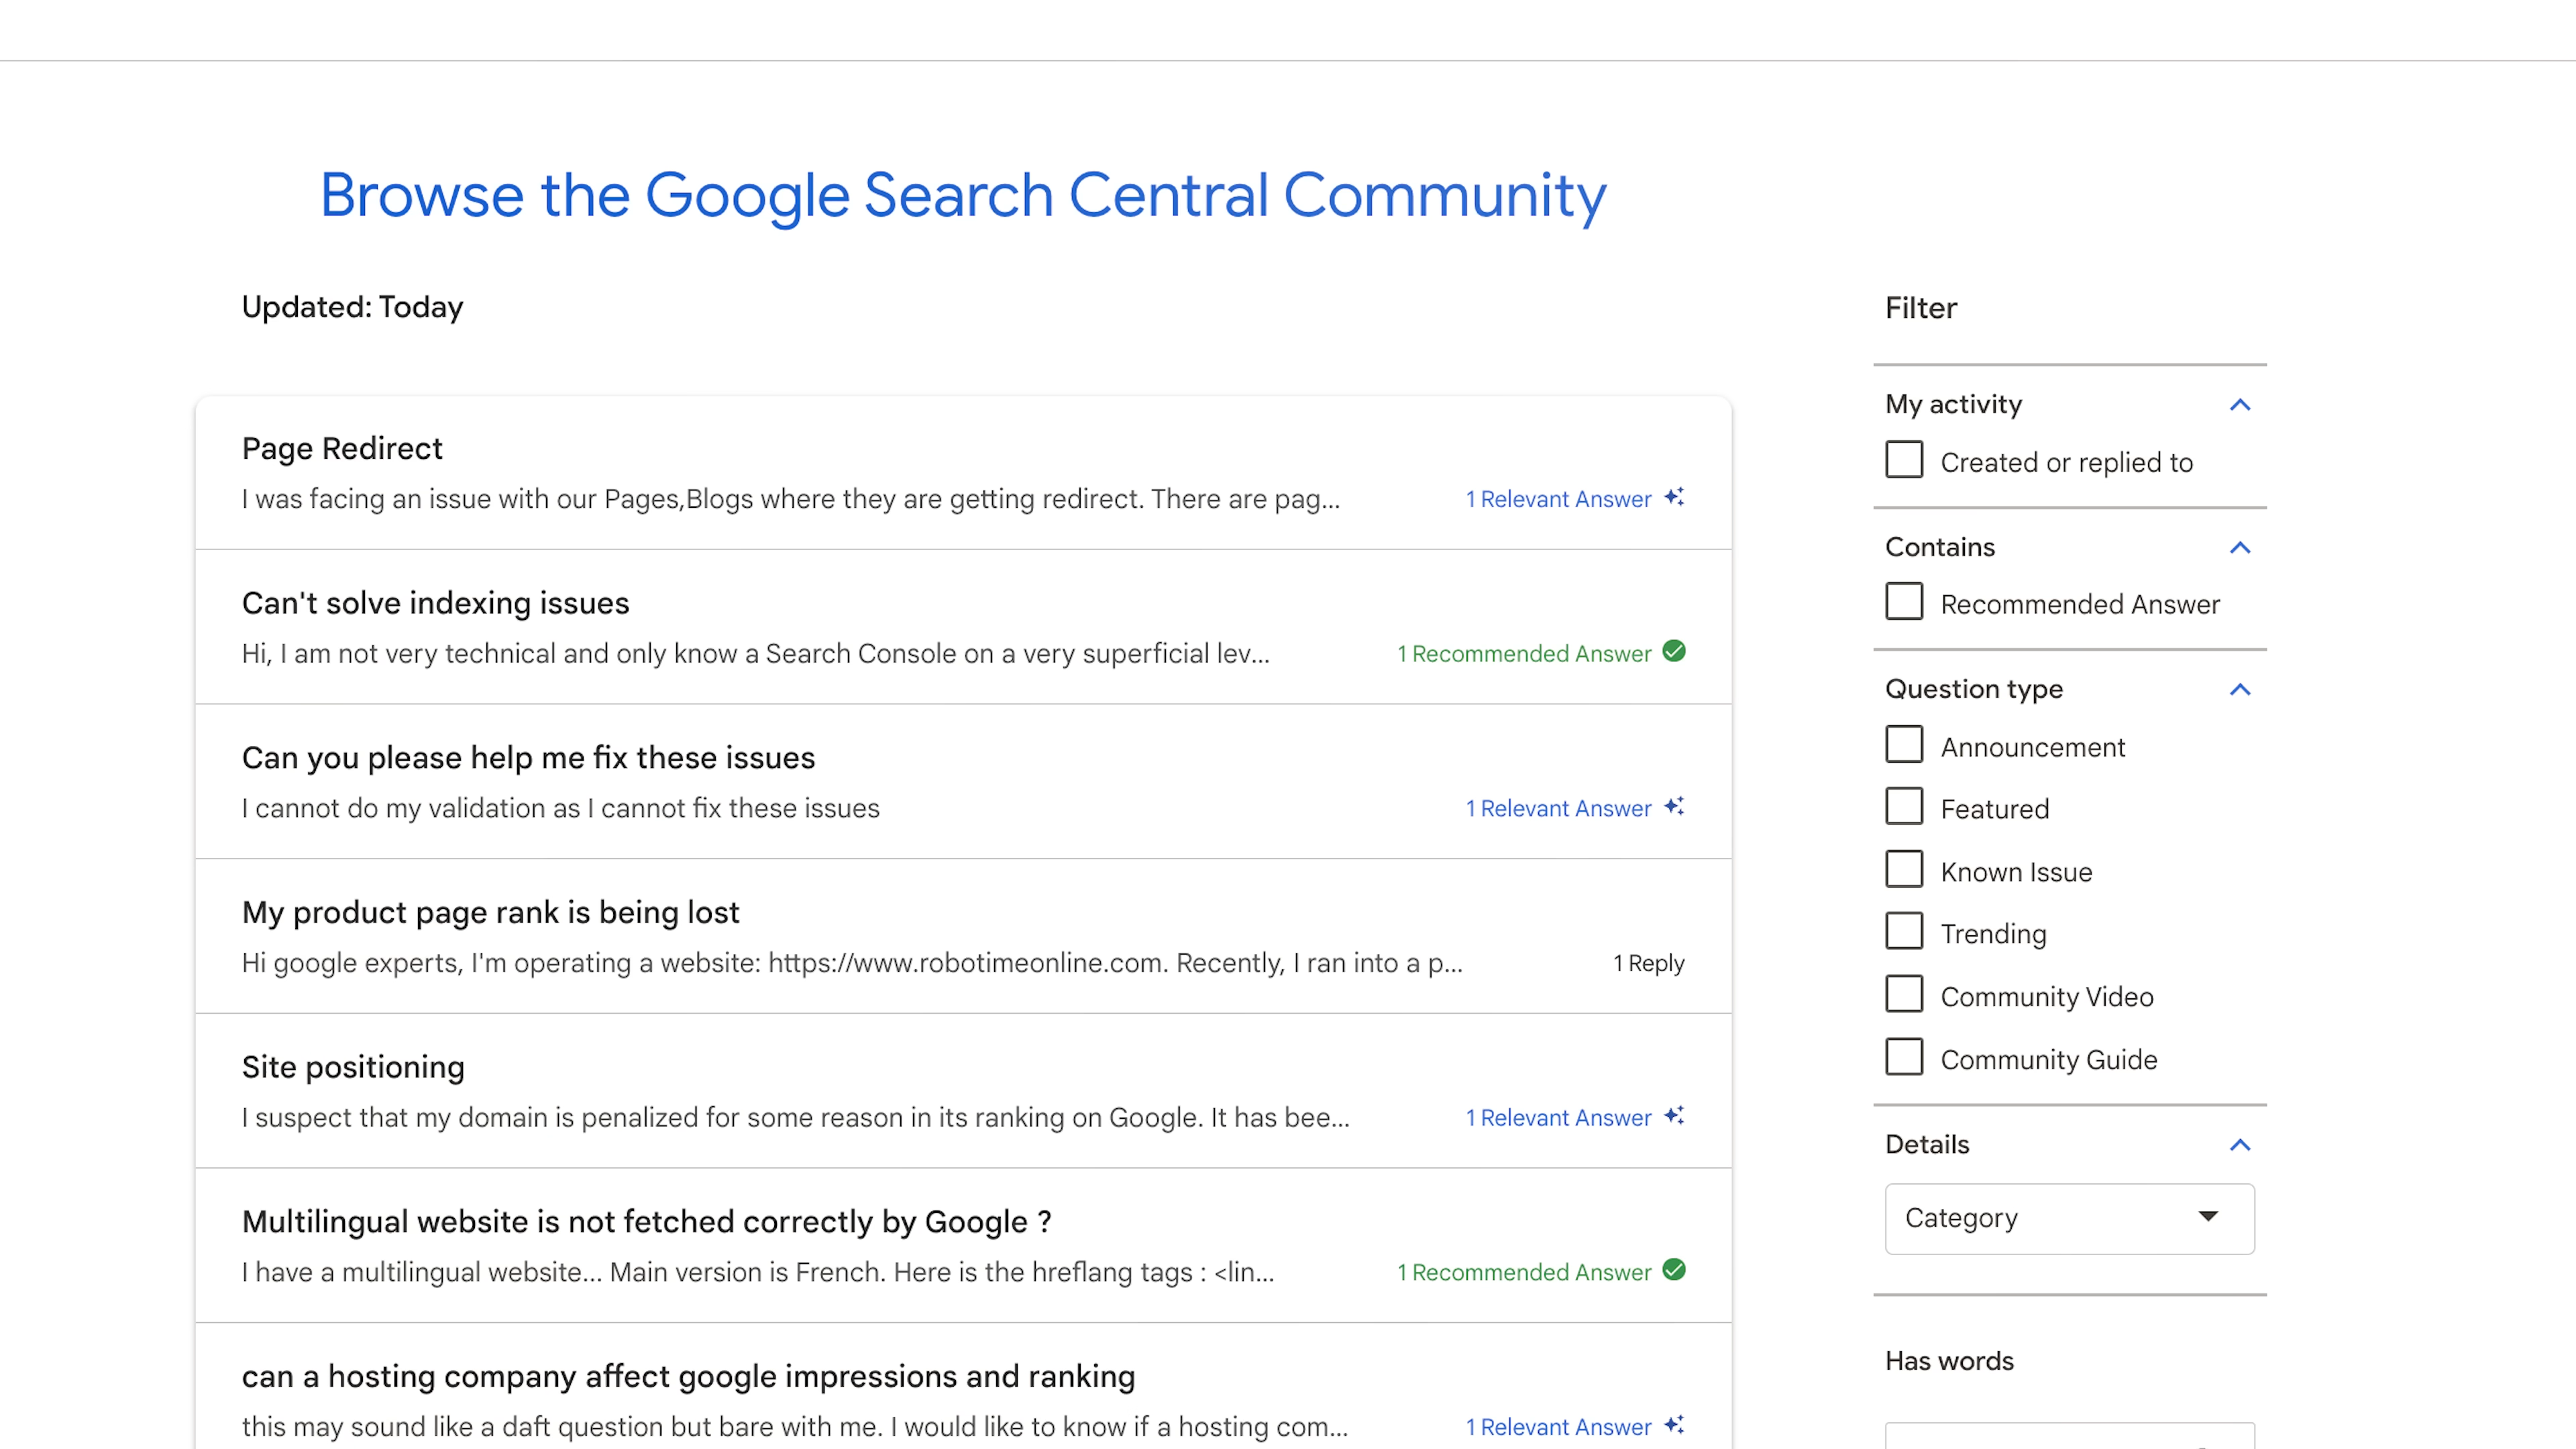 Browse the Google Search Central Community
Updated: Today
Page Redirect
I was facing an issue with our Pages,Blogs where they are getting redirect. There are pag...
1 Relevant Answer
Can't solve indexing issues
Hi, I am not very technical and only know a Search Console on a very superficial lev...
1 Recommended Answer
Can you please help me fix these issues
I cannot do my validation as I cannot fix these issues
1 Relevant Answer
My product page rank is being lost
Hi google experts, I'm operating a website: https://www.robotimeonline.com. Recently, I ran into a p...
1 Reply
Site positioning
I suspect that my domain is penalized for some reason in its ranking on Google. It has bee...
1 Relevant Answer
Multilingual website is not fetched correctly by Google ?
I have a multilingual website... Main version is French. Here is the hreflang tags : <lin...
1 Recommended Answer
can a hosting company affect google impressions and ranking
this may sound like a daft question but bare with me. I would like to know if a hosting com...
1 Relevant Answer
Filter
My activity
Created or replied to
Contains
Recommended Answer
Question type
Announcement
Featured
Known Issue
Trending
Community Video
Community Guide
Details
Category
Has words